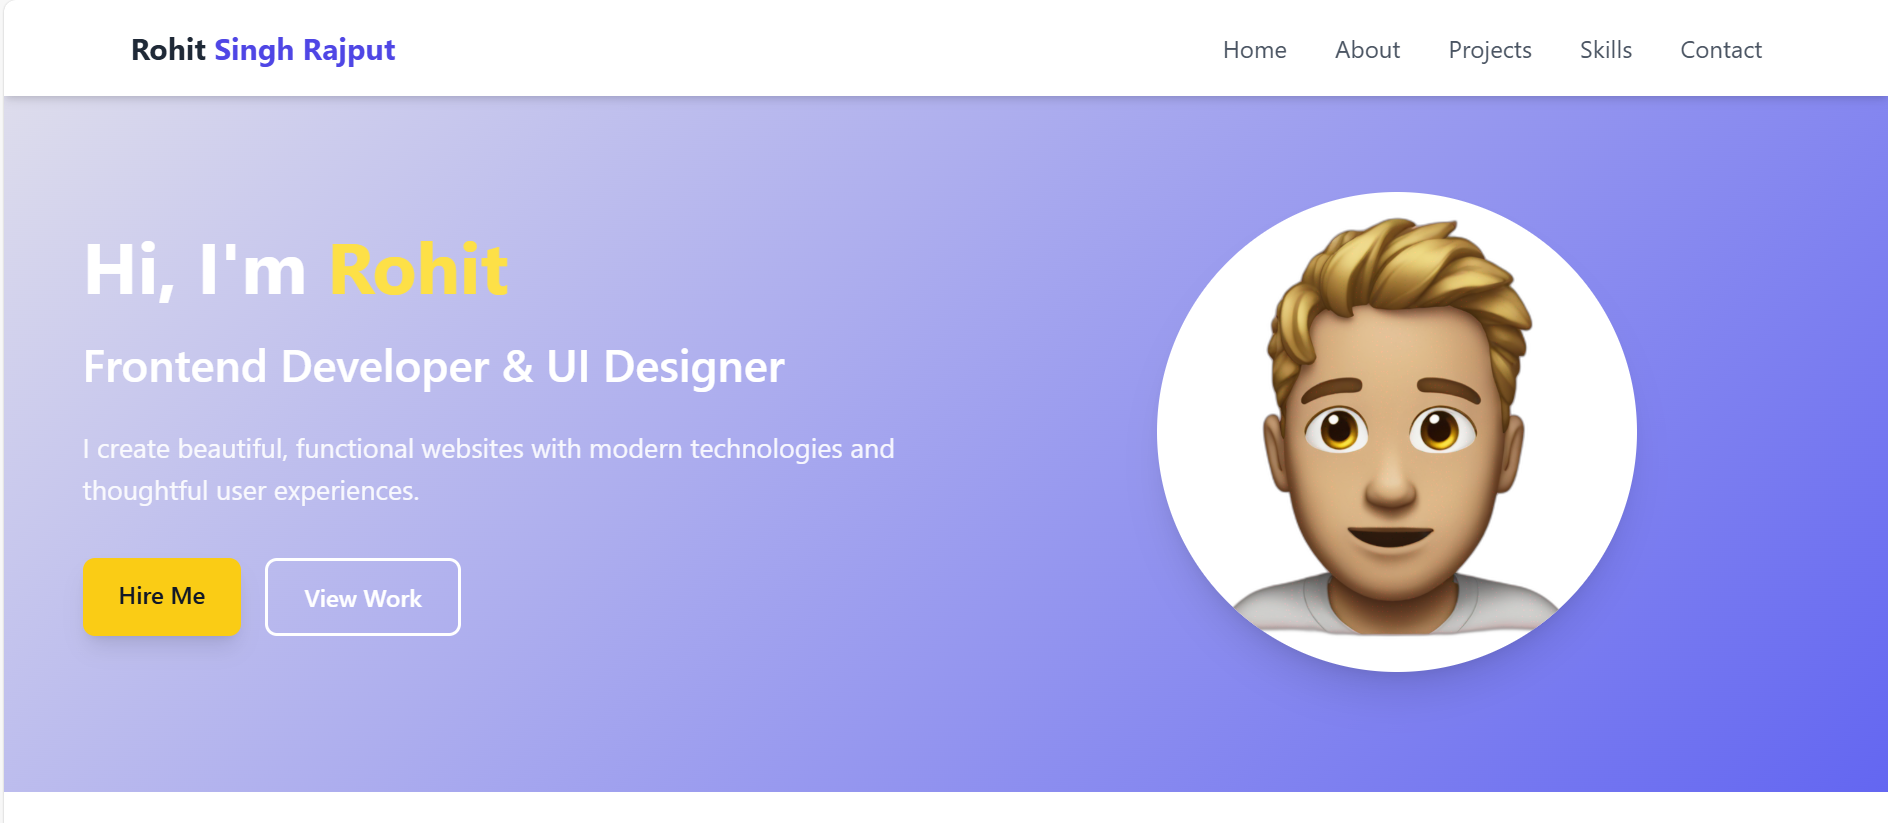 Rohit Singh Rajput
Home About Projects Skills Contact
Hi, I'm Rohit
Frontend Developer & UI Designer
I create beautiful, functional websites with modern technologies and
thoughtful user experiences.
Hire Me
View Work